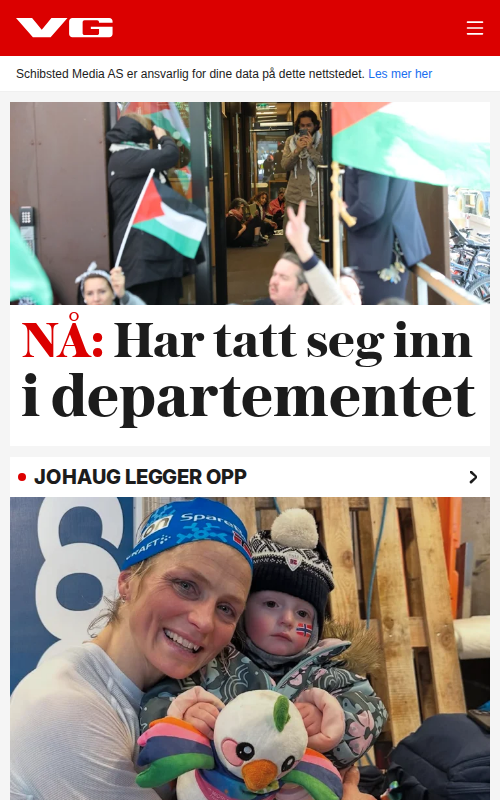 VG
Schibsted Media AS er ansvarlig for dine data på dette nettstedet. Les mer her
NÅ: Har tatt seg inn
i departementet
JOHAUG LEGGER OPP
CRAFT